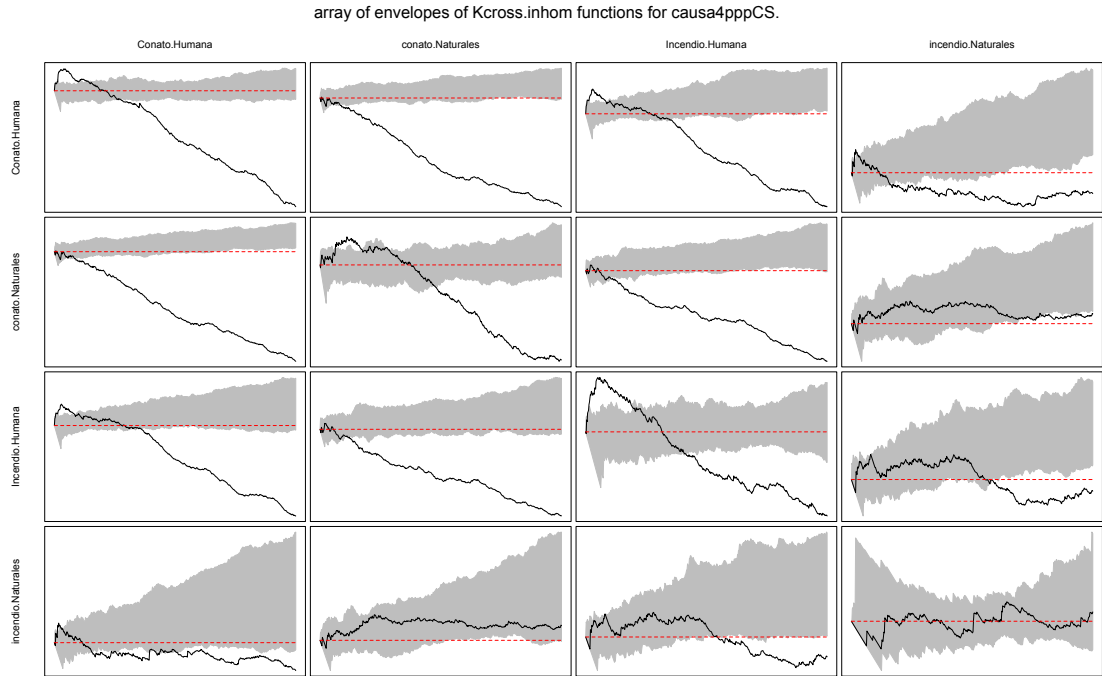 array of envelopes of Kcross.inhom functions for causa4pppCS.
Conato.Humana
conato.Naturales
Incendio.Humana
incendio.Naturales
Conato.Humana
conato.Naturales
Incendio.Humana
incendio.Naturales